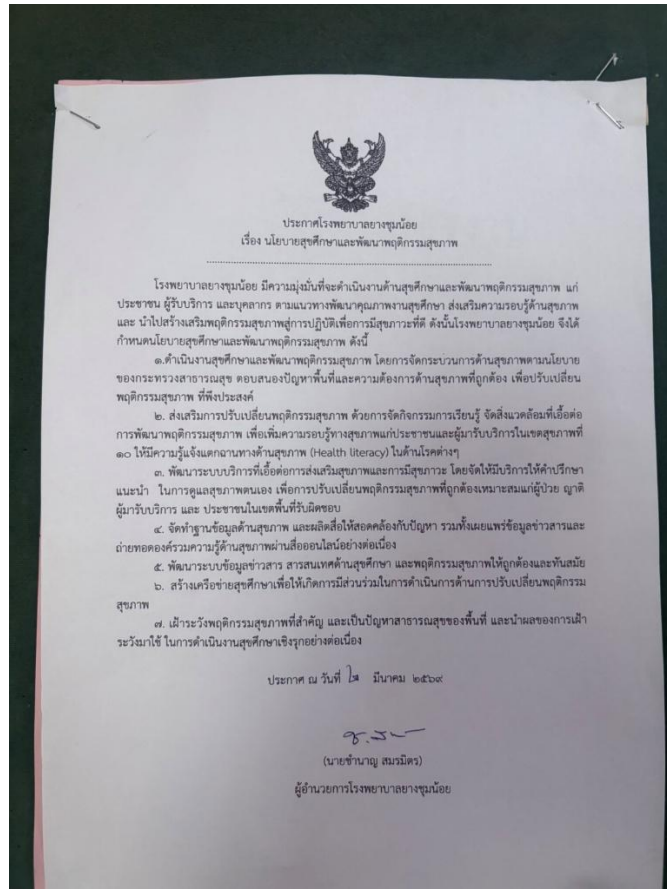 ประกาศโรงพยาบาลยางชุมน้อย
เรื่อง นโยบายสุขศึกษาและพัฒนาพฤติกรรมสุขภาพ
โรงพยาบาลยางชุมน้อย มีความมุ่งมั่นที่จะดำเนินงานด้านสุขศึกษาและพัฒนาพฤติกรรมสุขภาพ แก่
ประชาชน ผู้รับบริการ และบุคลากร ตามแนวทางพัฒนาคุณภาพงานสุขศึกษา ส่งเสริมความรอบรู้ด้านสุขภาพ
และ นำไปสร้างเสริมพฤติกรรมสุขภาพสู่การปฏิบัติเพื่อการมีสุขภาวะที่ดี ดังนั้นโรงพยาบาลยางชุมน้อย จึงได้
กำหนดนโยบายสุขศึกษาและพัฒนาพฤติกรรมสุขภาพ ดังนี้
๑.ดำเนินงานสุขศึกษาและพัฒนาพฤติกรรมสุขภาพ โดยการจัดกระบวนการด้านสุขภาพตามนโยบาย
ของกระทรวงสาธารณสุข ตอบสนองปัญหาพื้นที่และความต้องการด้านสุขภาพที่ถูกต้อง เพื่อปรับเปลี่ยน
พฤติกรรมสุขภาพ ที่พึงประสงค์
๒. ส่งเสริมการปรับเปลี่ยนพฤติกรรมสุขภาพ ด้วยการจัดกิจกรรมการเรียนรู้ จัดสิ่งแวดล้อมที่เอื้อต่อ
การพัฒนาพฤติกรรมสุขภาพ เพื่อเพิ่มความรอบรู้ทางสุขภาพแก่ประชาชนและผู้มารับบริการในเขตสุขภาพที่
๑๐ ให้มีความรู้แจ้งแตกฉานทางด้านสุขภาพ (Health literacy) ในด้านโรคต่างๆ
๓. พัฒนาระบบบริการที่เอื้อต่อการส่งเสริมสุขภาพและการมีสุขภาวะ โดยจัดให้มีบริการให้คำปรึกษา
แนะนำ ในการดูแลสุขภาพตนเอง เพื่อการปรับเปลี่ยนพฤติกรรมสุขภาพที่ถูกต้องเหมาะสมแก่ผู้ป่วย ญาติ
ผู้มารับบริการ และ ประชาชนในเขตพื้นที่รับผิดชอบ
๔. จัดทำฐานข้อมูลด้านสุขภาพ และผลิตสื่อให้สอดคล้องกับปัญหา รวมทั้งเผยแพร่ข้อมูลข่าวสารและ
ถ่ายทอดองค์รวมความรู้ด้านสุขภาพผ่านสื่อออนไลน์อย่างต่อเนื่อง
๕. พัฒนาระบบข้อมูลข่าวสาร สารสนเทศด้านสุขศึกษา และพฤติกรรมสุขภาพให้ถูกต้องและทันสมัย
๖. สร้างเครือข่ายสุขศึกษาเพื่อให้เกิดการมีส่วนร่วมในการดำเนินการด้านการปรับเปลี่ยนพฤติกรรม
สุขภาพ
๗. เฝ้าระวังพฤติกรรมสุขภาพที่สำคัญ และเป็นปัญหาสาธารณสุขของพื้นที่ และนำผลของการเฝ้า
ระวังมาใช้ ในการดำเนินงานสุขศึกษาเชิงรุกอย่างต่อเนื่อง
ประกาศ ณ วันที่ มีนาคม ๒๕๖๙
(นายชำนาญ สมรมิตร)
ผู้อำนวยการโรงพยาบาลยางชุมน้อย